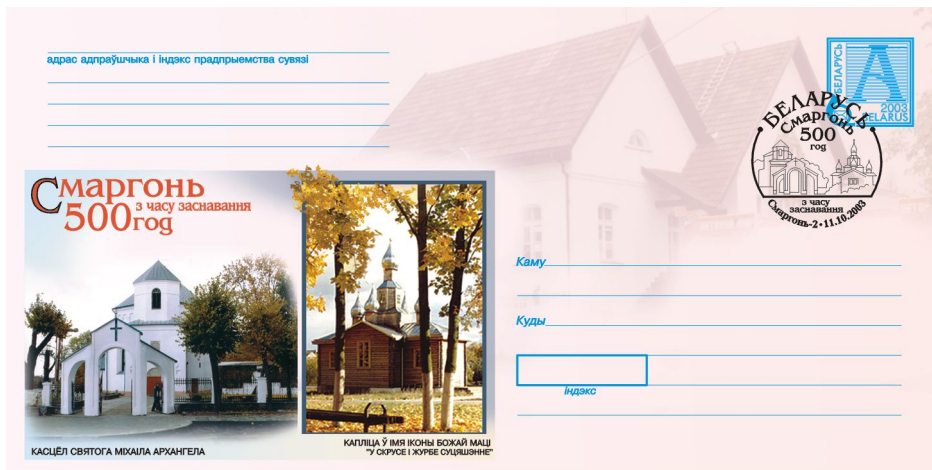 адрас адпраўшчыка і індэкс прадпрыемства сувязі
БЕЛАРУСЬ
A
2003
BELARUS
БЕЛАРУСЬ
Смаргонь
500
год
з часу
заснавання
Смаргонь-2•11.10.2003
Смаргонь
з часу заснавання
500 год
Каму
Куды
індэкс
КАСЦЁЛ СВЯТОГА МІХАІЛА АРХАНГЕЛА
КАПЛІЦА Ў ІМЯ ІКОНЫ БОЖАЙ МАЦІ
"У СКРУСЕ І ЖУРБЕ СУЦЯШЭННЕ"